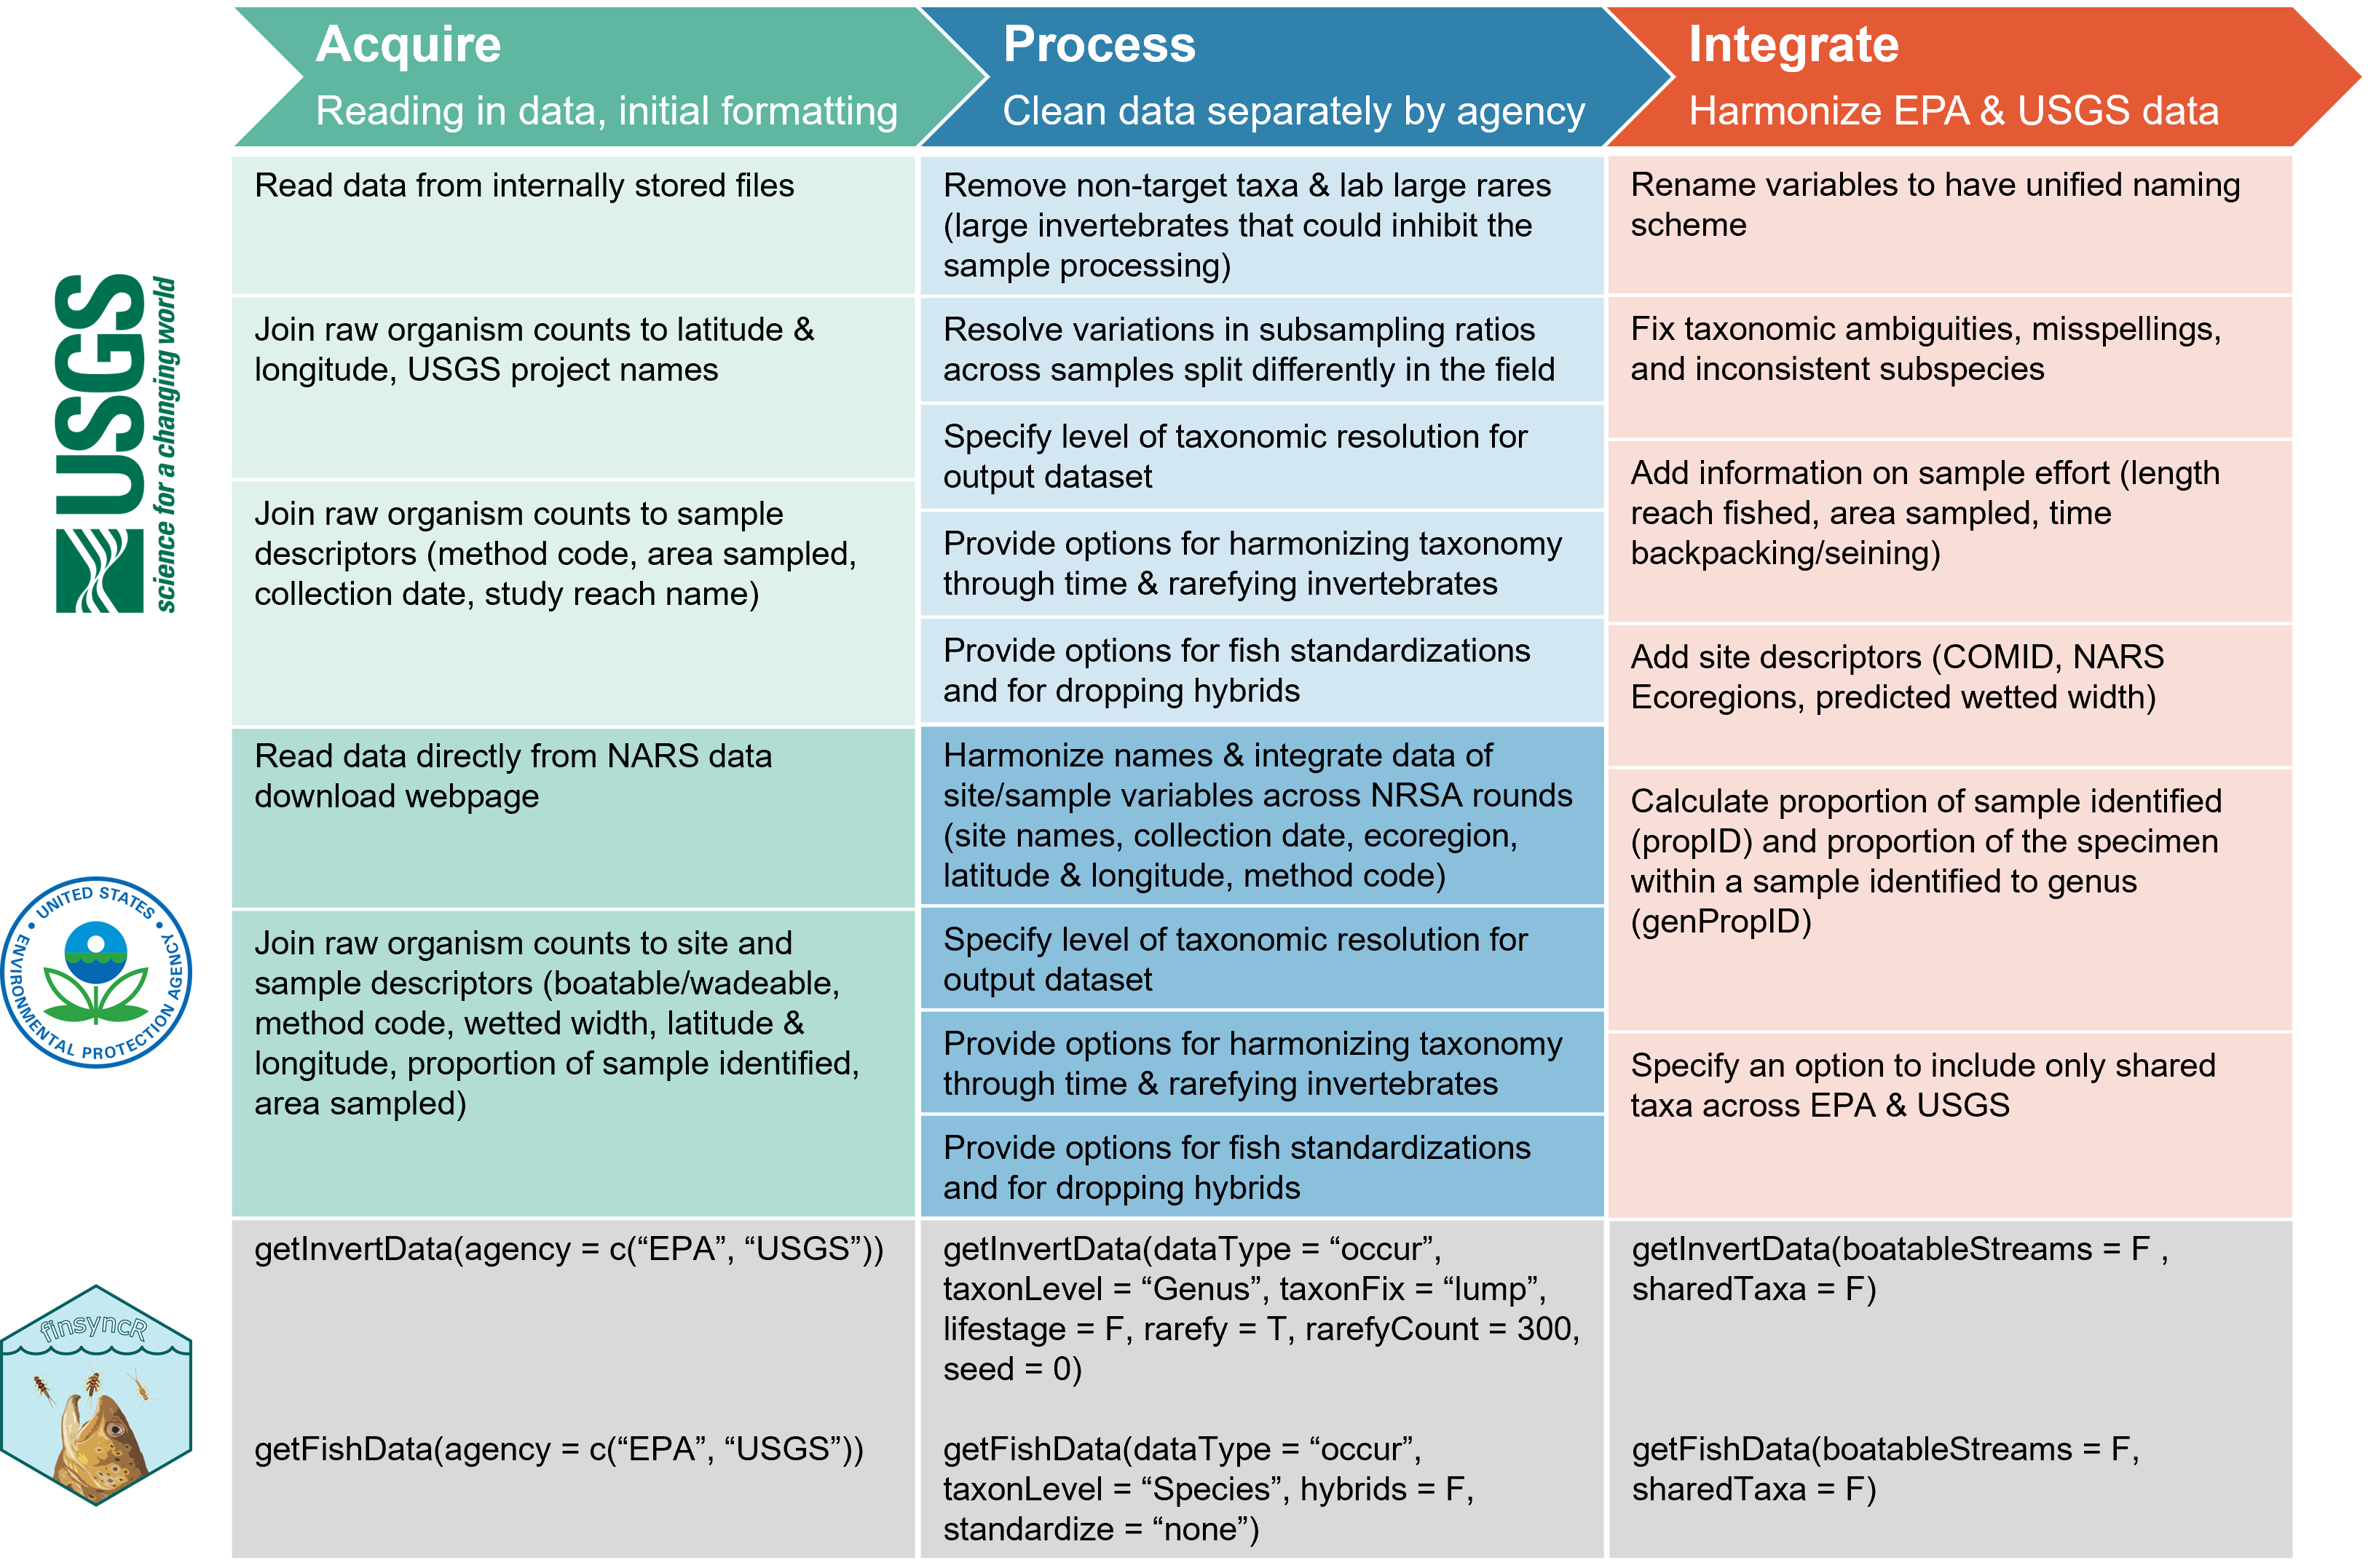 Acquire
Reading in data, initial formatting
Process
Clean data separately by agency
Integrate
Harmonize EPA & USGS data
USGS
science for a changing world
Read data from internally stored files
Join raw organism counts to latitude &
longitude, USGS project names
Join raw organism counts to sample
descriptors (method code, area sampled,
collection date, study reach name)
Remove non-target taxa & lab large rares
(large invertebrates that could inhibit the
sample processing)
Resolve variations in subsampling ratios
across samples split differently in the field
Specify level of taxonomic resolution for
output dataset
Provide options for harmonizing taxonomy
through time & rarefying invertebrates
Provide options for fish standardizations
and for dropping hybrids
Rename variables to have unified naming
scheme
Fix taxonomic ambiguities, misspellings,
and inconsistent subspecies
Add information on sample effort (length
reach fished, area sampled, time
backpacking/seining)
Add site descriptors (COMID, NARS
Ecoregions, predicted wetted width)
Calculate proportion of sample identified
(propID) and proportion of the specimen
within a sample identified to genus
(genPropID)
Specify an option to include only shared
taxa across EPA & USGS
• UNITED STATES •
ENVIRONMENTAL PROTECTION AGENCY
Read data directly from NARS data
download webpage
Join raw organism counts to site and
sample descriptors (boatable/wadeable,
method code, wetted width, latitude &
longitude, proportion of sample identified,
area sampled)
Harmonize names & integrate data of
site/sample variables across NRSA rounds
(site names, collection date, ecoregion,
latitude & longitude, method code)
Specify level of taxonomic resolution for
output dataset
Provide options for harmonizing taxonomy
through time & rarefying invertebrates
Provide options for fish standardizations
and for dropping hybrids
finsyncR
getInvertData(agency = c(“EPA”, “USGS”))
getFishData(agency = c(“EPA”, “USGS”))
getInvertData(dataType = “occur”,
taxonLevel = “Genus”, taxonFix = “lump”,
lifestage = F, rarefy = T, rarefyCount = 300,
seed = 0)
getFishData(dataType = “occur”,
taxonLevel = “Species”, hybrids = F,
standardize = “none”)
getInvertData(boatableStreams = F ,
sharedTaxa = F)
getFishData(boatableStreams = F,
sharedTaxa = F)